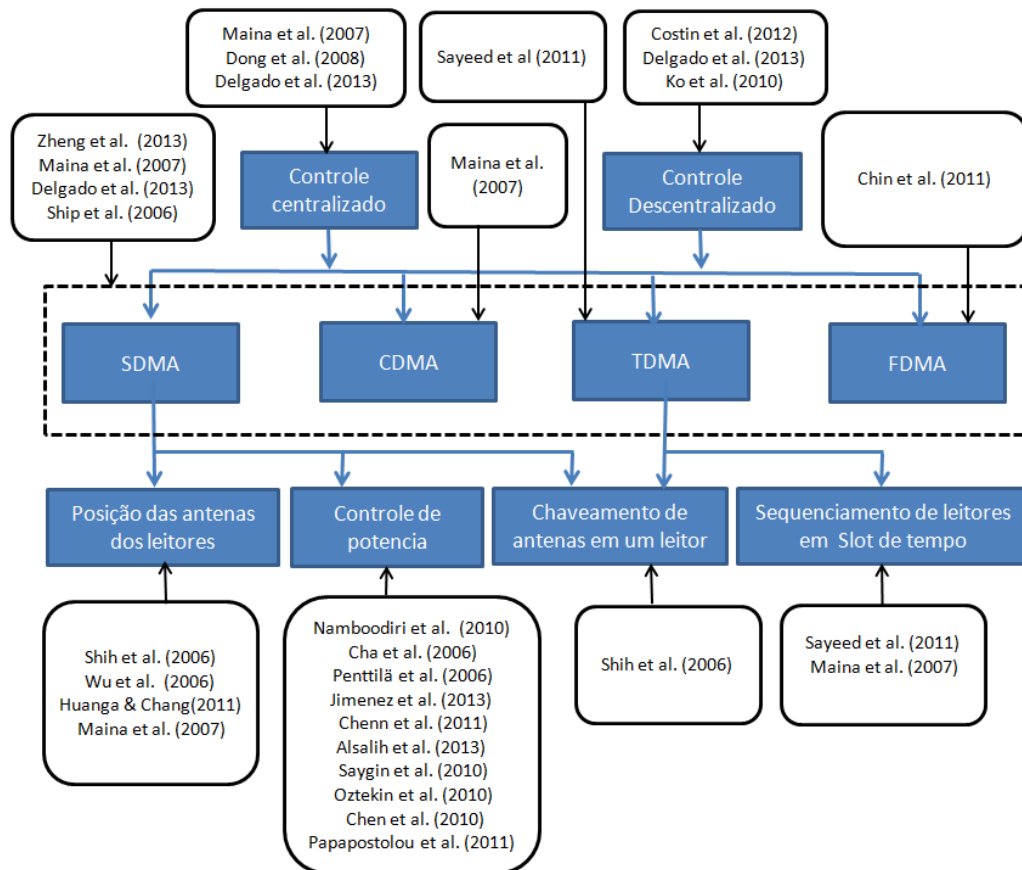 Maina et al. (2007)
Dong et al. (2008)
Delgado et al. (2013)
Sayeed et al (2011)
Costin et al. (2012)
Delgado et al. (2013)
Ko et al. (2010)
Zheng et al. (2013)
Maina et al. (2007)
Delgado et al. (2013)
Ship et al. (2006)
Controle
centralizado
Maina et al.
(2007)
Controle
Descentralizado
Chin et al. (2011)
SDMA
CDMA
TDMA
FDMA
Posição das antenas
dos leitores
Controle de
potencia
Chaveamento de
antenas em um leitor
Sequenciamento de leitores
em Slot de tempo
Shih et al. (2006)
Wu et al. (2006)
Huanga & Chang(2011)
Maina et al. (2007)
Namboodiri et al. (2010)
Cha et al. (2006)
Penttilä et al. (2006)
Jimenez et al. (2013)
Chenn et al. (2011)
Alsalih et al. (2013)
Saygin et al. (2010)
Oztekin et al. (2010)
Chen et al. (2010)
Papapostolou et al. (2011)
Shih et al. (2006)
Sayeed et al. (2011)
Maina et al. (2007)